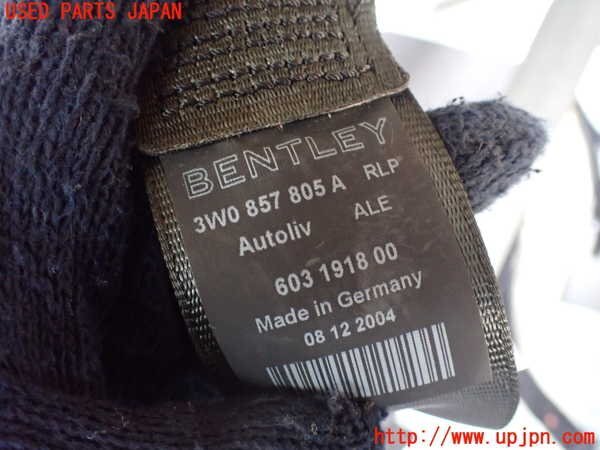 USED PARTS JAPAN
BENTLEY
3W0 857 805 A RLP
Autoliv ALE
603 1918 00
Made in Germany
08 12 2004
http://www.upjpn.com